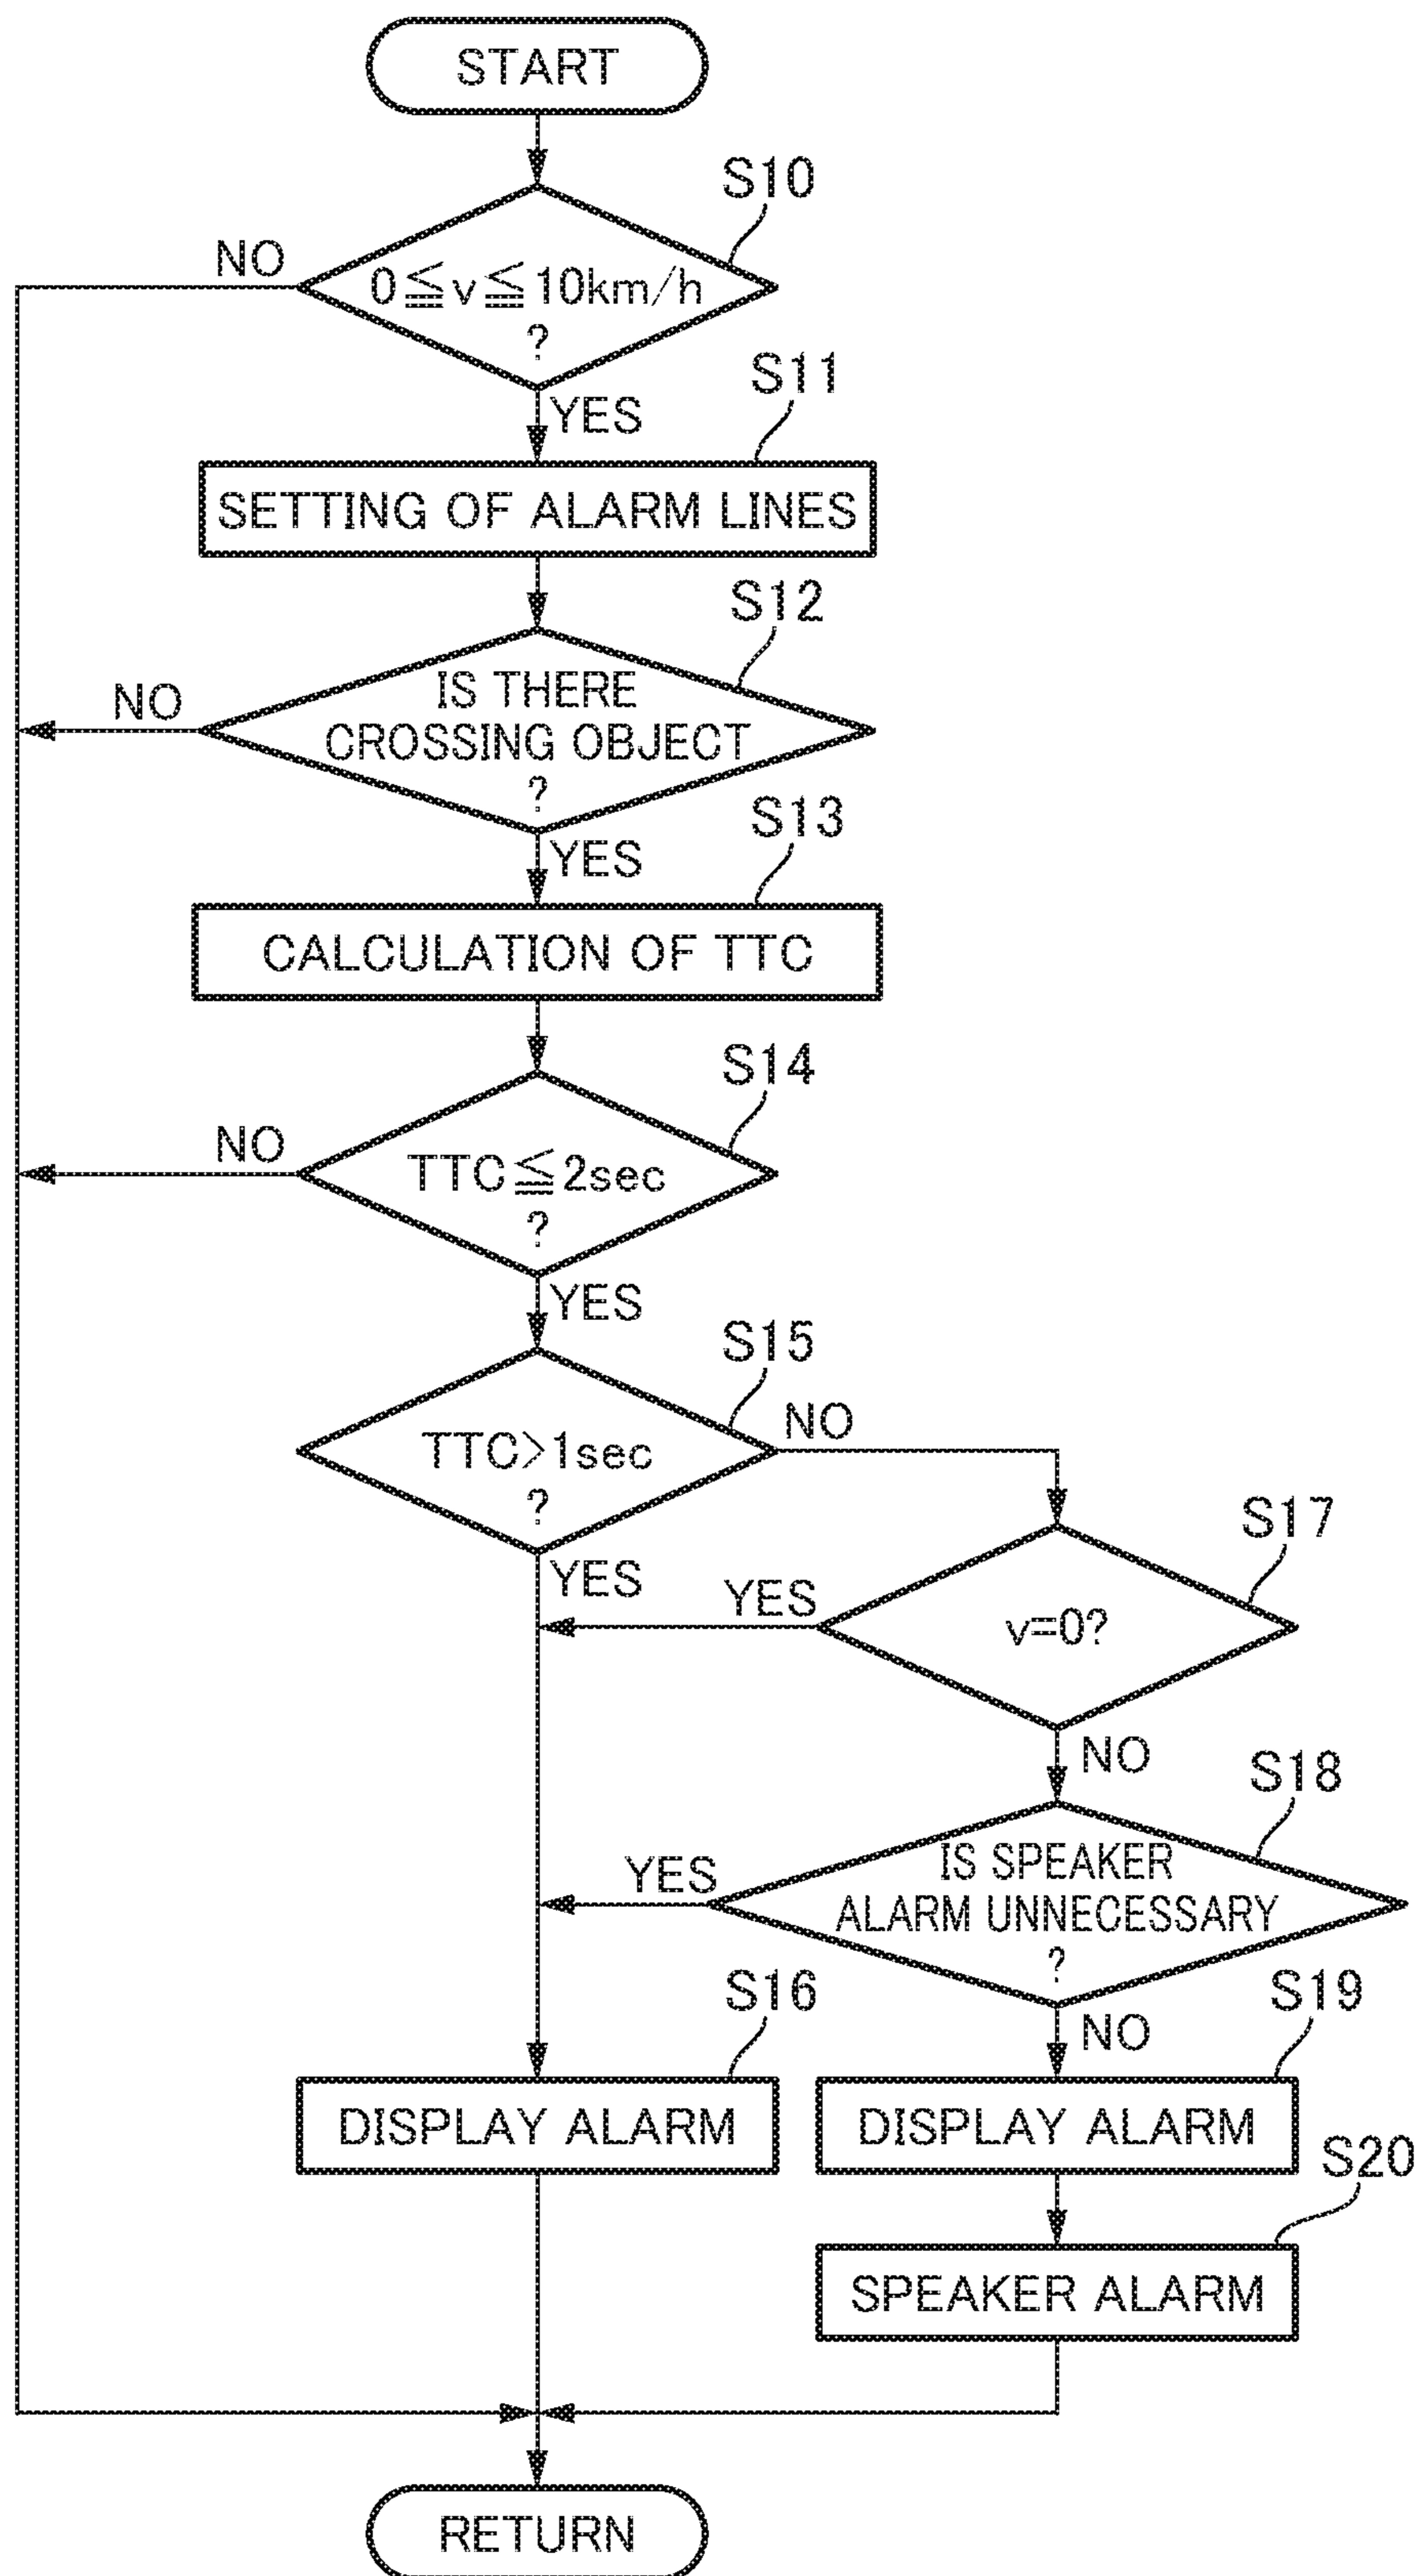 START
S10
NO
0≦v≦10km/h
?
S11
YES
SETTING OF ALARM LINES
S12
NO
IS THERE
CROSSING OBJECT
?
S13
YES
CALCULATION OF TTC
S14
NO
TTC≦2sec
?
YES
S15
NO
TTC>1sec
?
S17
YES
YES
v=0?
NO
S18
YES
IS SPEAKER
ALARM UNNECESSARY
?
S16
S19
NO
DISPLAY ALARM
DISPLAY ALARM
S20
SPEAKER ALARM
RETURN